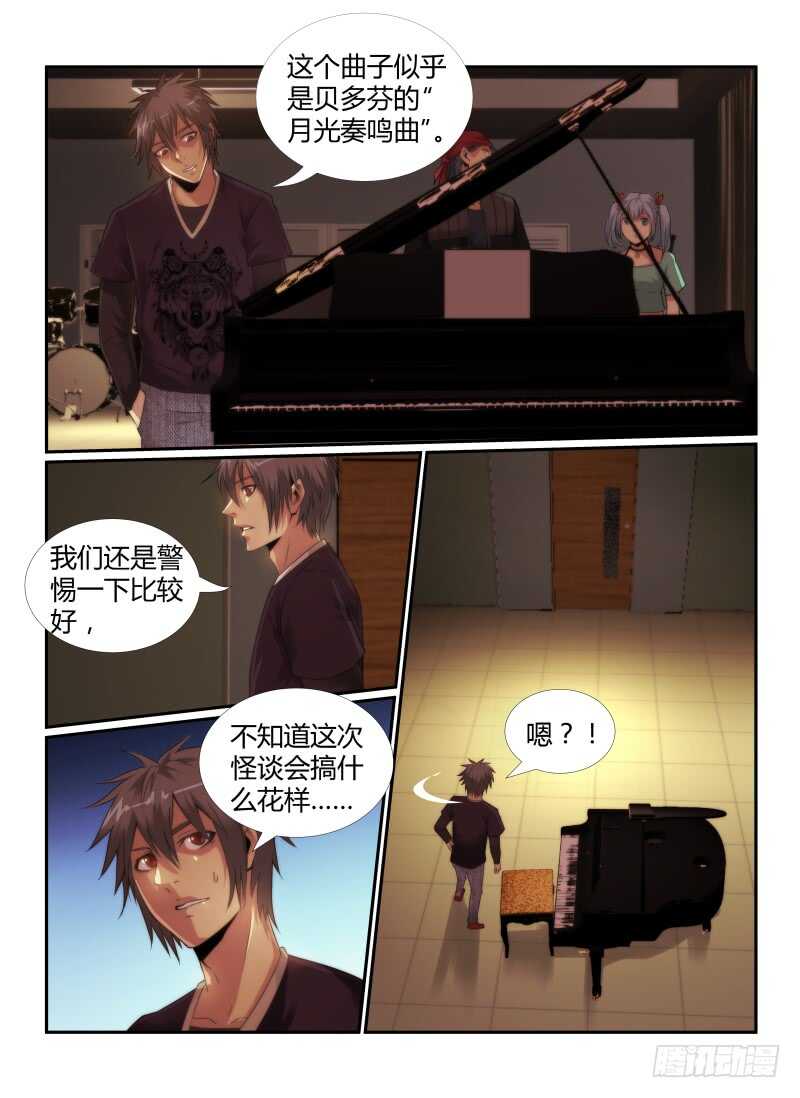 这个曲子似乎
是贝多芬的“
月光奏鸣曲”。
我们还是警
惕一下比较
好，
不知道这次
怪谈会搞什
么花样……
嗯？！
腾讯动漫